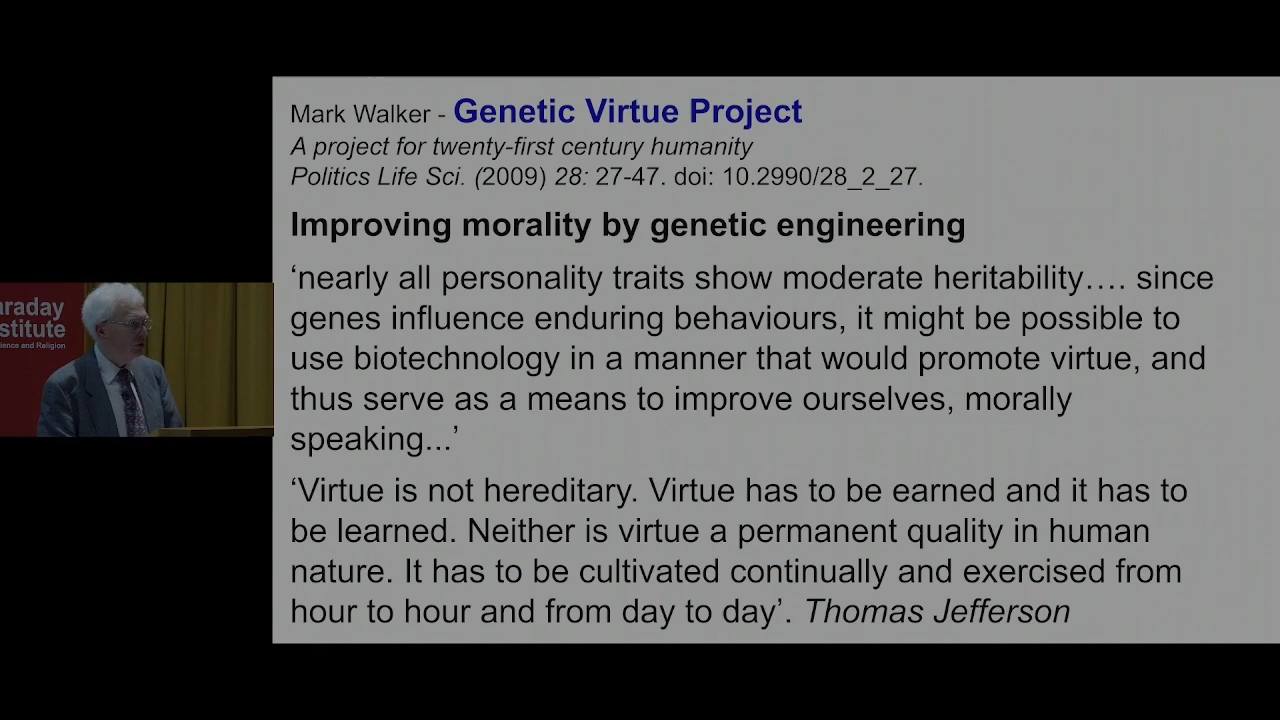 Mark Walker - Genetic Virtue Project
A project for twenty-first century humanity
Politics Life Sci. (2009) 28: 27-47. doi: 10.2990/28_2_27.
Improving morality by genetic engineering
‘nearly all personality traits show moderate heritability…. since
genes influence enduring behaviours, it might be possible to
use biotechnology in a manner that would promote virtue, and
thus serve as a means to improve ourselves, morally
speaking...’
‘Virtue is not hereditary. Virtue has to be earned and it has to
be learned. Neither is virtue a permanent quality in human
nature. It has to be cultivated continually and exercised from
hour to hour and from day to day’. Thomas Jefferson
araday
stitute
ience and Religion